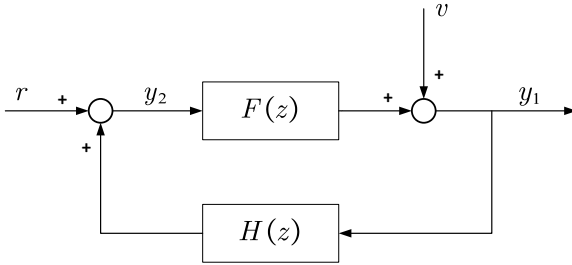 v
+
r
+
y₂
F(z)
+
y₁
+
H(z)